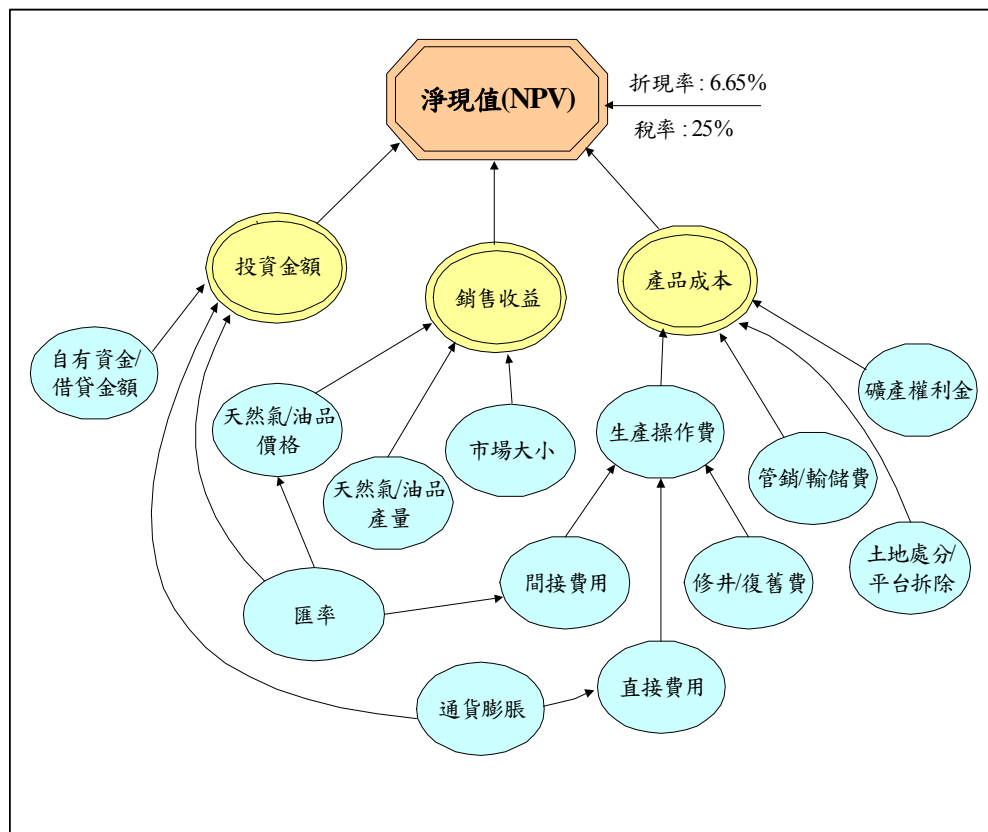 淨現值(NPV)
折現率 : 6.65%
稅率 : 25%
投資金額
銷售收益
產品成本
自有資金/
借貸金額
天然氣/油品
價格
天然氣/油品
產量
市場大小
生產操作費
礦產權利金
管銷/輸儲費
土地處分/
平台拆除
匯率
間接費用
修井/復舊費
通貨膨脹
直接費用